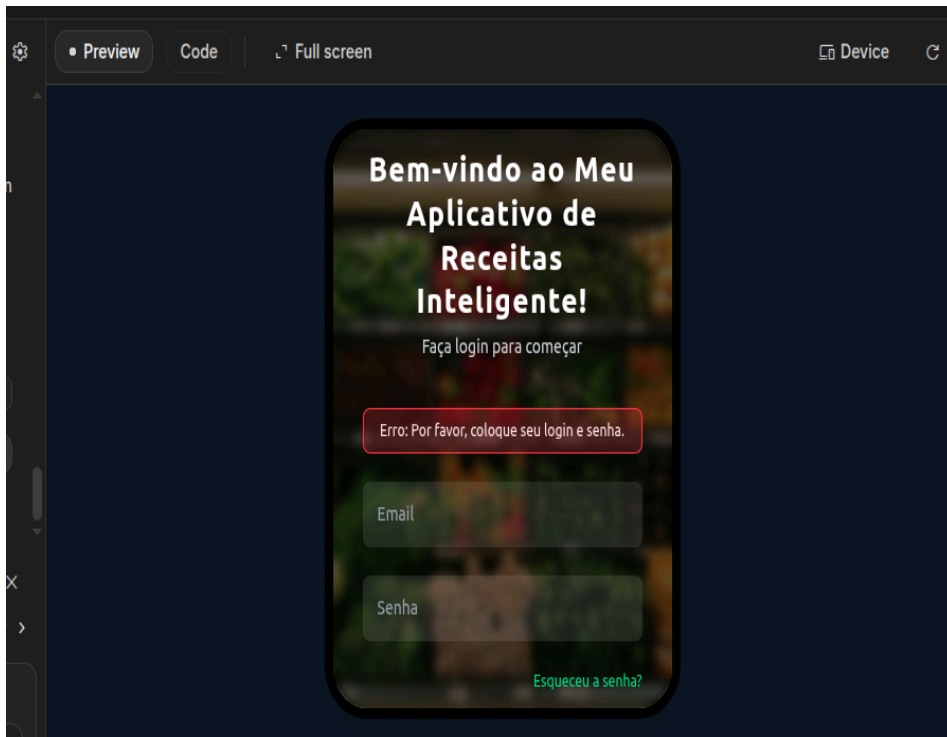 Preview
Code
Full screen
Device
n
Bem-vindo ao Meu
Aplicativo de
Receitas
Inteligente!
Faça login para começar
Erro: Por favor, coloque seu login e senha.
Email
Senha
Esqueceu a senha?